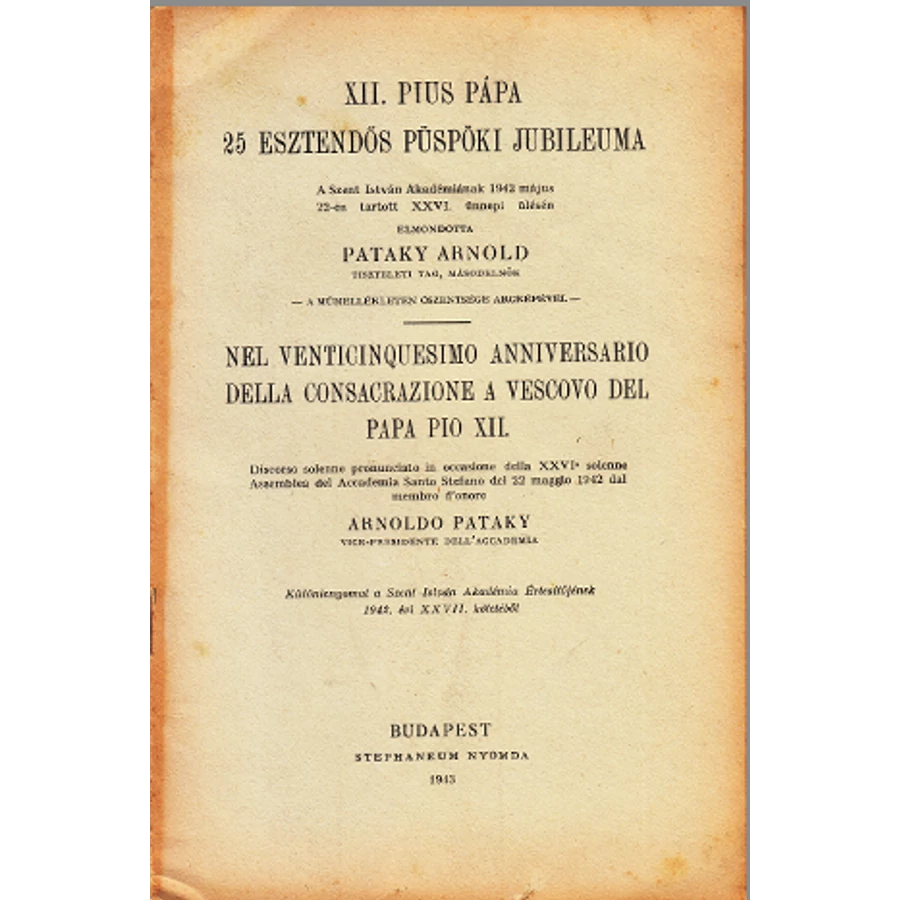 XII. PIUS PÁPA
25 ESZTENDŐS PÜSPÖKI JUBILEUMA
A Szent István Akadémiának 1942 május
22-én tartott XXVI. ünnepi ülésén
ELMONDOTTA
PATAKY ARNOLD
TISZTELETI TAG, MÁSODELNÖK
— A MŰMELLÉKLETEN ŐSZENTSÉGE ARCKÉPÉVEL —
NEL VENTICINQUESIMO ANNIVERSARIO
DELLA CONSACRAZIONE A VESCOVO DEL
PAPA PIO XII.
Discorso solenne pronunciato in occasione della XXVIa solenne
Assemblea del Accademia Santo Stefano del 22 maggio 1942 dal
membro d'onore
ARNOLDO PATAKY
VICE-PRESIDENTE DELL'ACCADEMIA
Különlenyomat a Szent István Akadémia Értesítőjének
1942. évi XXVII. kötetéből
BUDAPEST
STEPHANEUM NYOMDA
1943